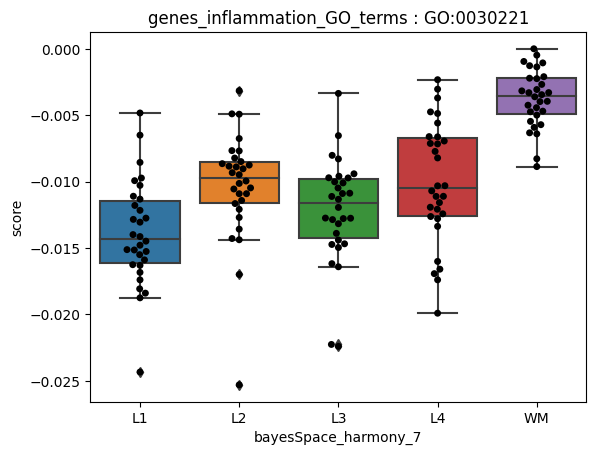 genes_inflammation_GO_terms : GO:0030221
0.000
−0.005
−0.010
−0.015
−0.020
−0.025
score
L1 L2 L3 L4 WM
bayesSpace_harmony_7